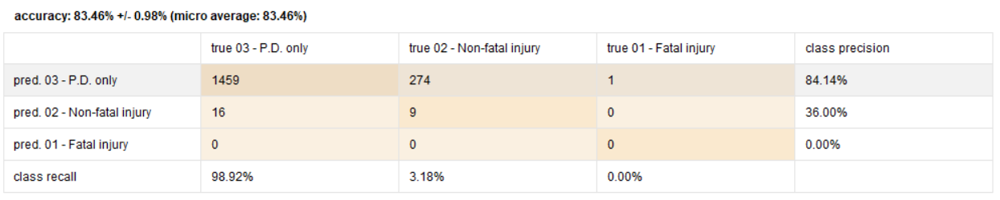 accuracy: 83.46% +/- 0.98% (micro average: 83.46%)
true 03 - P.D. only true 02 - Non-fatal injury true 01 - Fatal injury class precision
pred. 03 - P.D. only 1459 274 1 84.14%
pred. 02 - Non-fatal injury 16 9 0 36.00%
pred. 01 - Fatal injury 0 0 0 0.00%
class recall 98.92% 3.18% 0.00%